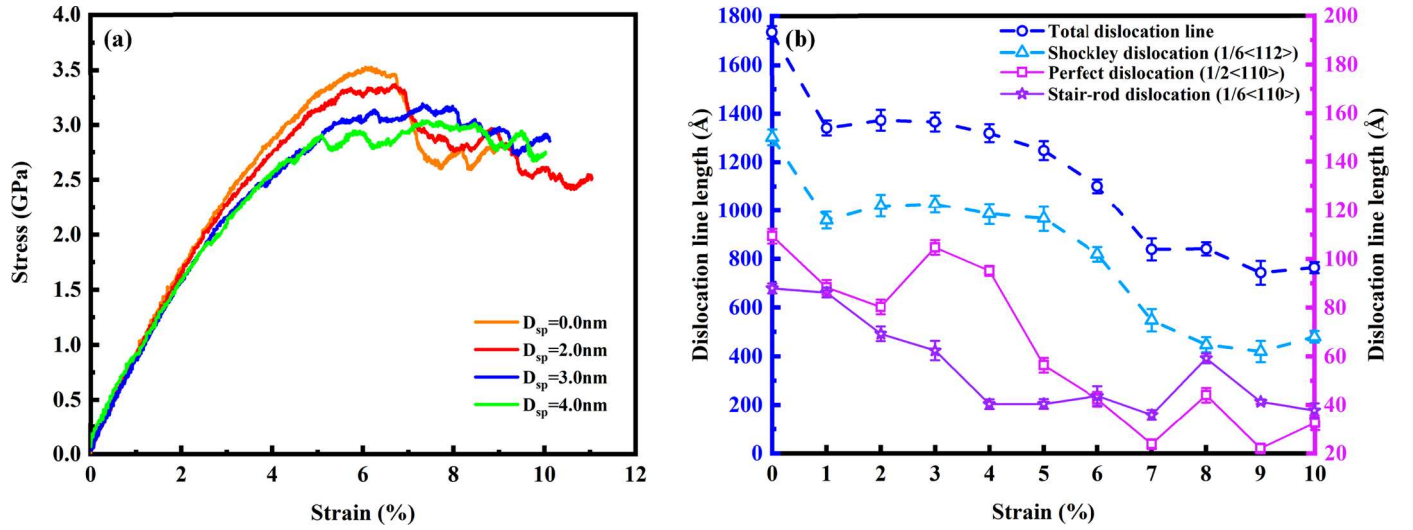 (a)
4.0
3.5
3.0
2.5
2.0
1.5
1.0
0.5
0.0
Stress (GPa)
0 2 4 6 8 10 12
Strain (%)
D_sp=0.0nm
D_sp=2.0nm
D_sp=3.0nm
D_sp=4.0nm
(b)
1800
1600
1400
1200
1000
800
600
400
200
0
Dislocation line length (Å)
Total dislocation line
Shockley dislocation (1/6<112>)
Perfect dislocation (1/2<110>)
Stair-rod dislocation (1/6<110>)
200
180
160
140
120
100
80
60
40
20
Dislocation line length (Å)
0 1 2 3 4 5 6 7 8 9 10
Strain (%)